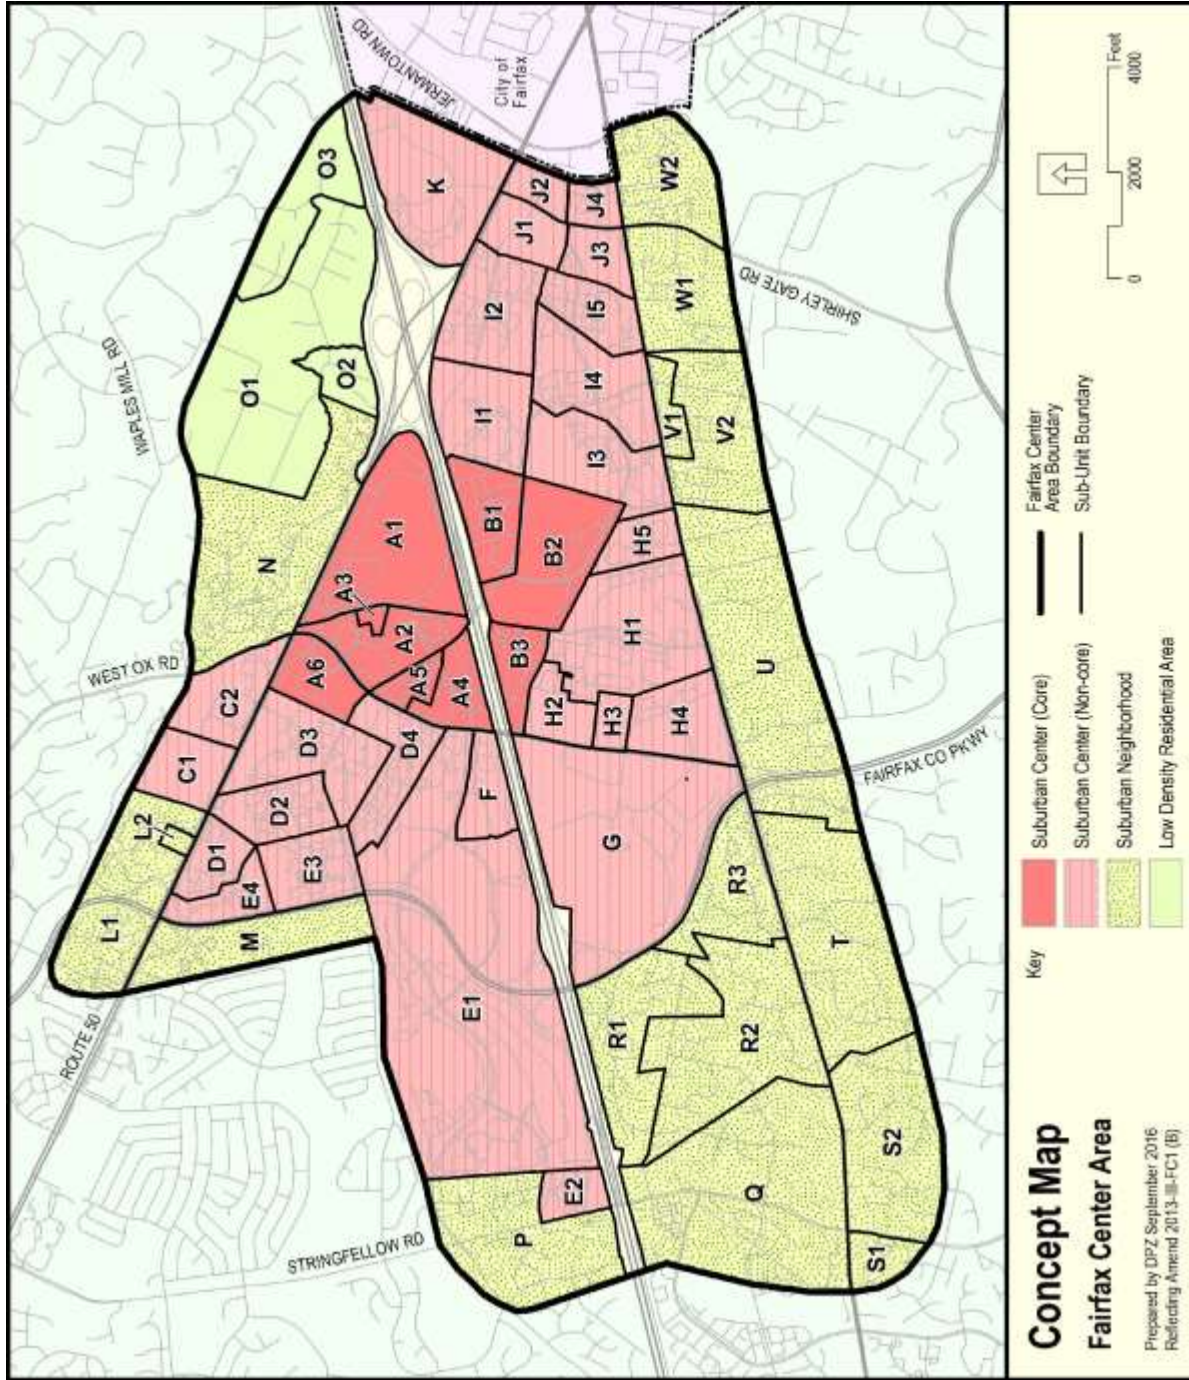 WAPLES MILL RD
JERMANTOWN RD
City of
Fairfax
WEST OX RD
ROUTE 50
STRINGFELLOW RD
SHIRLEY GATE RD
FAIRFAX CO PKWY
L1
L2
C1
C2
N
O1
O2
O3
M
E4
D1
E3
D2
D3
D4
A6
A3
A2
A5
A4
A1
K
P
E2
E1
F
B3
B1
B2
I1
I2
J1
J2
I3
I4
I5
J3
J4
G
H2
H3
H4
H1
H5
Q
R1
R2
R3
S1
S2
T
U
V1
V2
W1
W2
Concept Map
Fairfax Center Area
Prepared by DPZ September 2016
Reflecting Amend 2013-III-FC1 (B)
Key
Suburban Center (Core)
Suburban Center (Non-core)
Suburban Neighborhood
Low Density Residential Area
Fairfax Center
Area Boundary
Sub-Unit Boundary
0 2000 4000
Feet